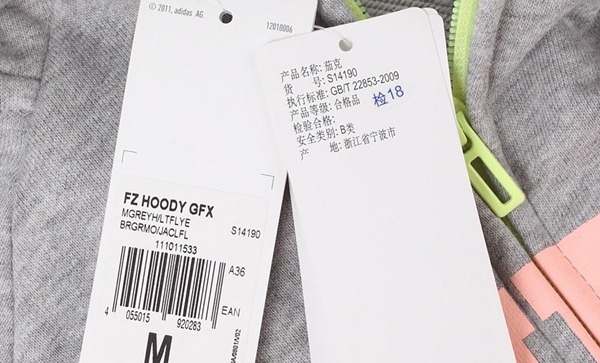 © 2011, adidas AG.
12010006
FZ HOODY GFX
MGREYH/LTFLYE S14190
BRGRMO/JACLFL
111011533
A36
EAN
4 055015 920283
M
产品名称: 茄克
货 号: S14190
执行标准: GB/T 22853-2009
产品等级: 合格品
检验合格: 检18
安全类别: B类
产 地: 浙江省宁波市